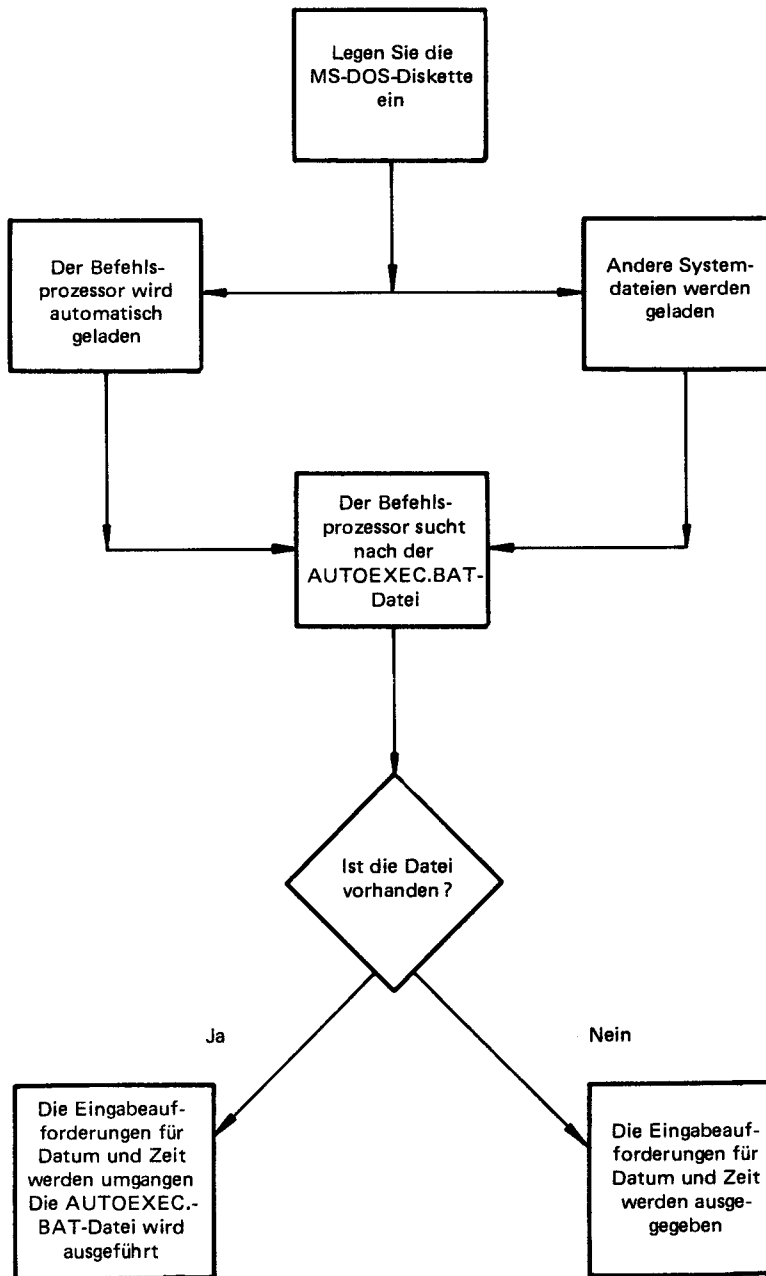 Legen Sie die
MS-DOS-Diskette
ein
Der Befehls-
prozessor wird
automatisch
geladen
Andere System-
dateien werden
geladen
Der Befehls-
prozessor sucht
nach der
AUTOEXEC.BAT-
Datei
Ist die Datei
vorhanden?
Ja
Nein
Die Eingabeauf-
forderungen für
Datum und Zeit
werden umgangen
Die AUTOEXEC.-
BAT-Datei wird
ausgeführt
Die Eingabeauf-
forderungen für
Datum und Zeit
werden ausge-
gegeben